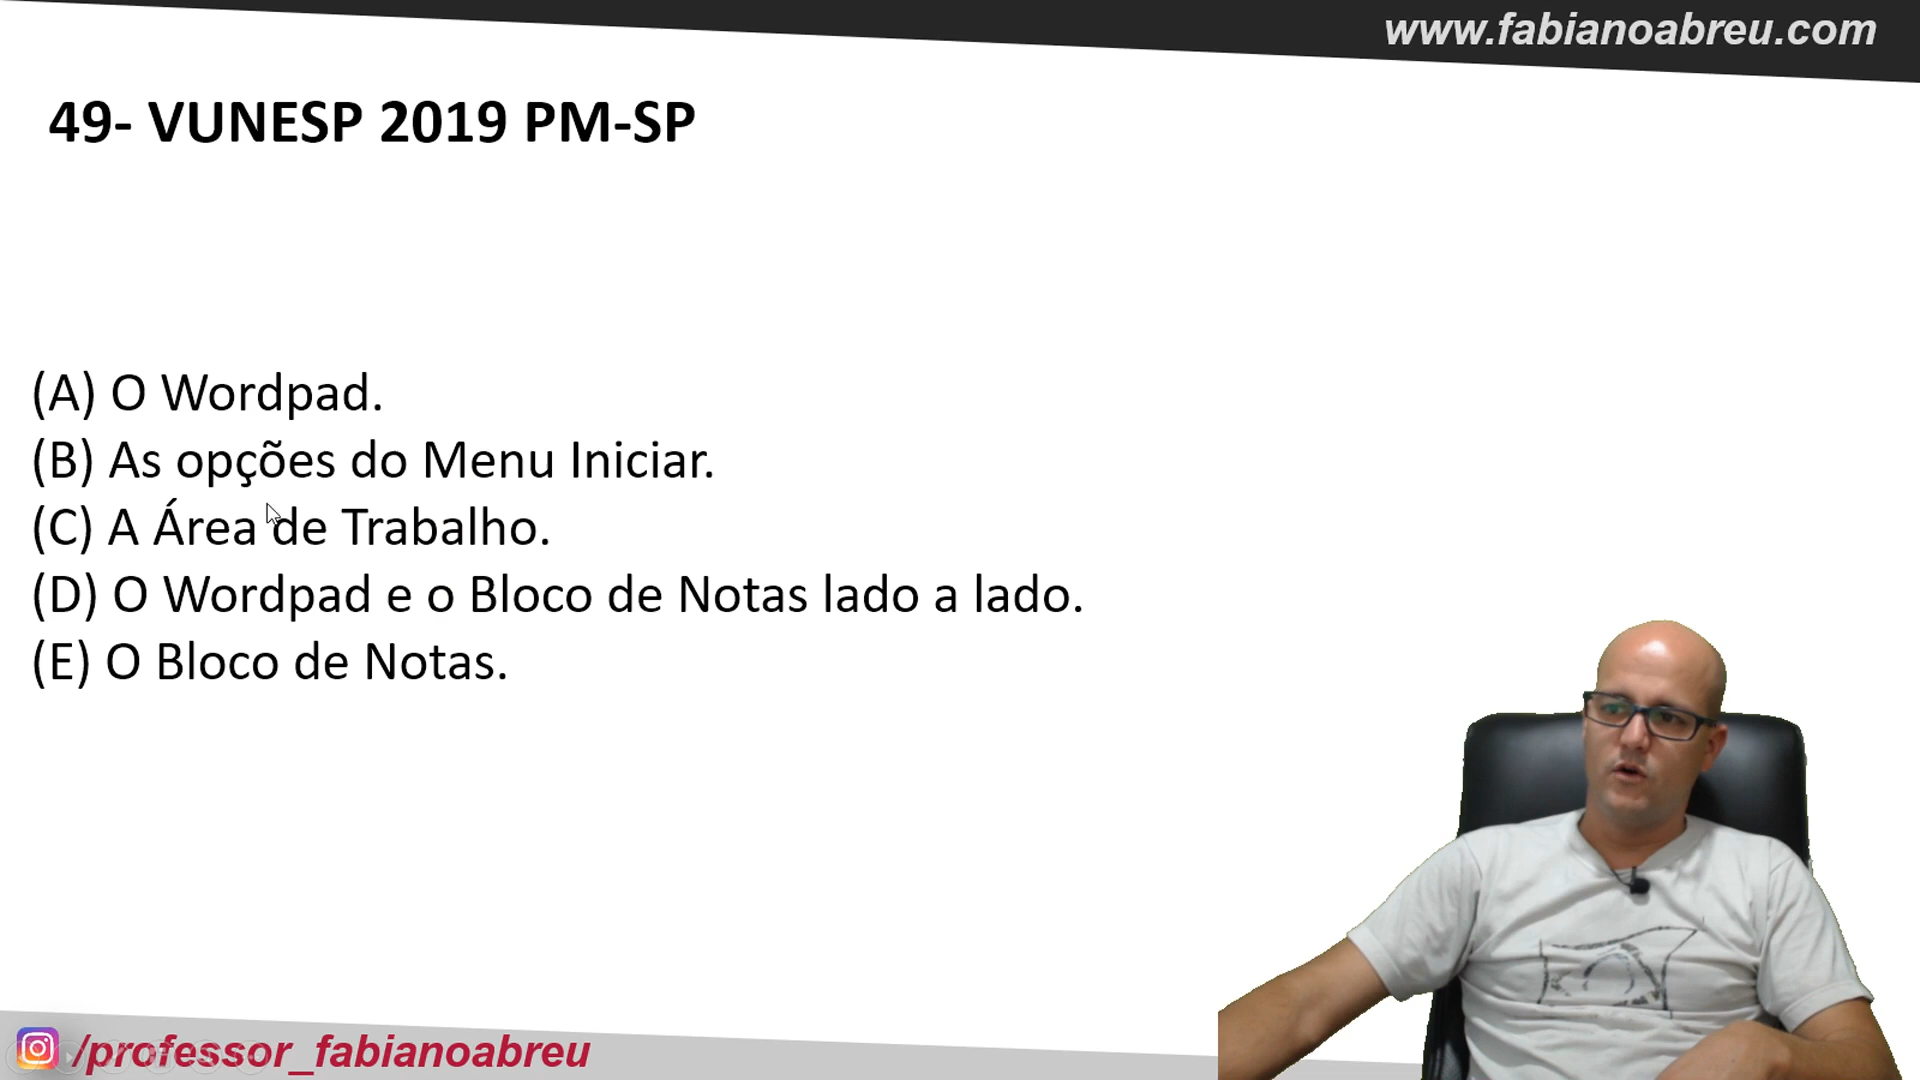 www.fabianoabreu.com
49- VUNESP 2019 PM-SP
(A) O Wordpad.
(B) As opções do Menu Iniciar.
(C) A Área de Trabalho.
(D) O Wordpad e o Bloco de Notas lado a lado.
(E) O Bloco de Notas.
/professor_fabianoabreu